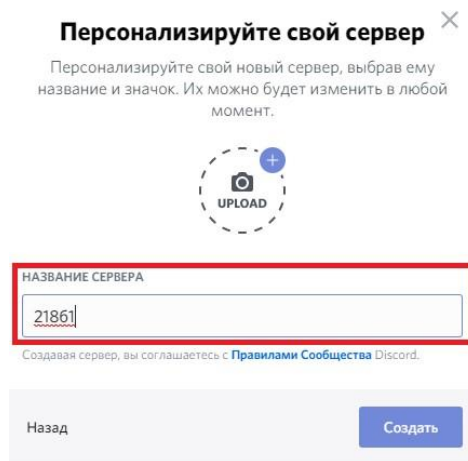 Персонализируйте свой сервер
Персонализируйте свой новый сервер, выбрав ему
название и значок. Их можно будет изменить в любой
момент.
UPLOAD
НАЗВАНИЕ СЕРВЕРА
21861
Создавая сервер, вы соглашаетесь с Правилами Сообщества Discord.
Назад
Создать